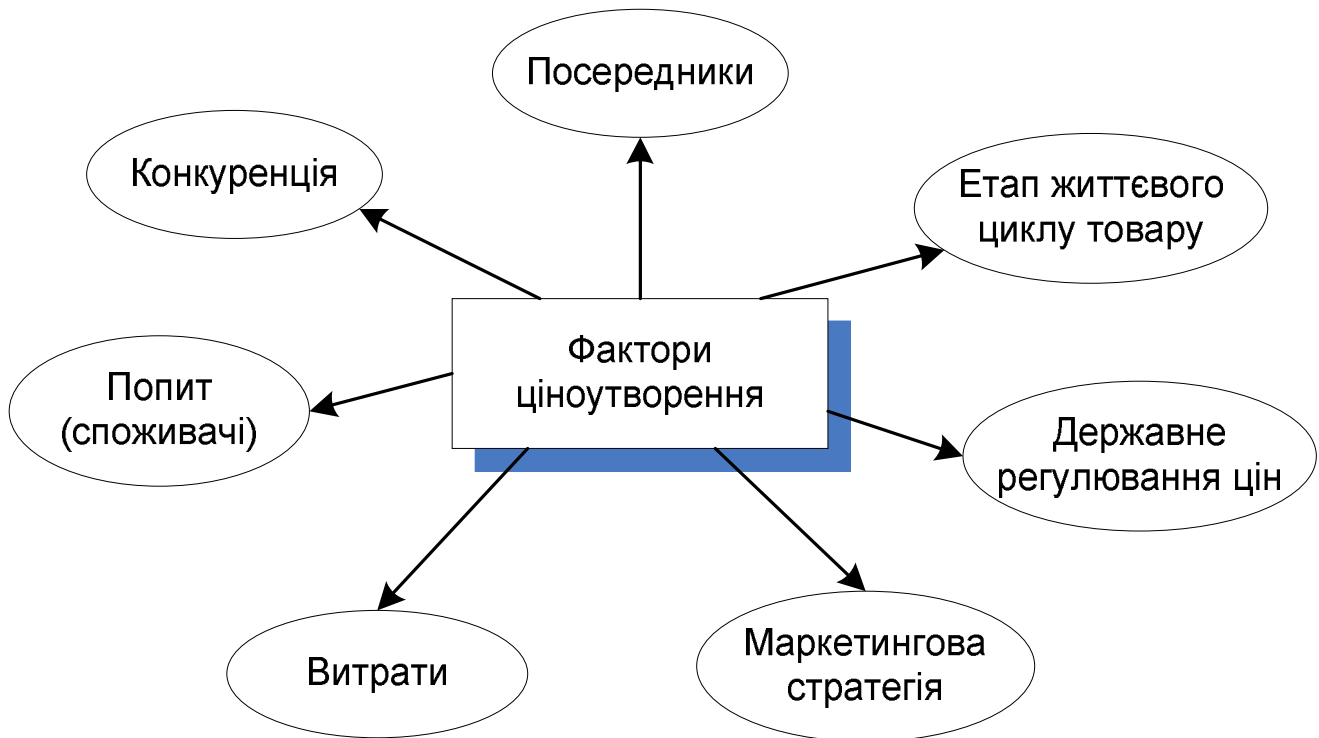 Посередники
Конкуренція
Етап життєвого
циклу товару
Фактори
ціноутворення
Попит
(споживачі)
Державне
регулювання цін
Витрати
Маркетингова
стратегія